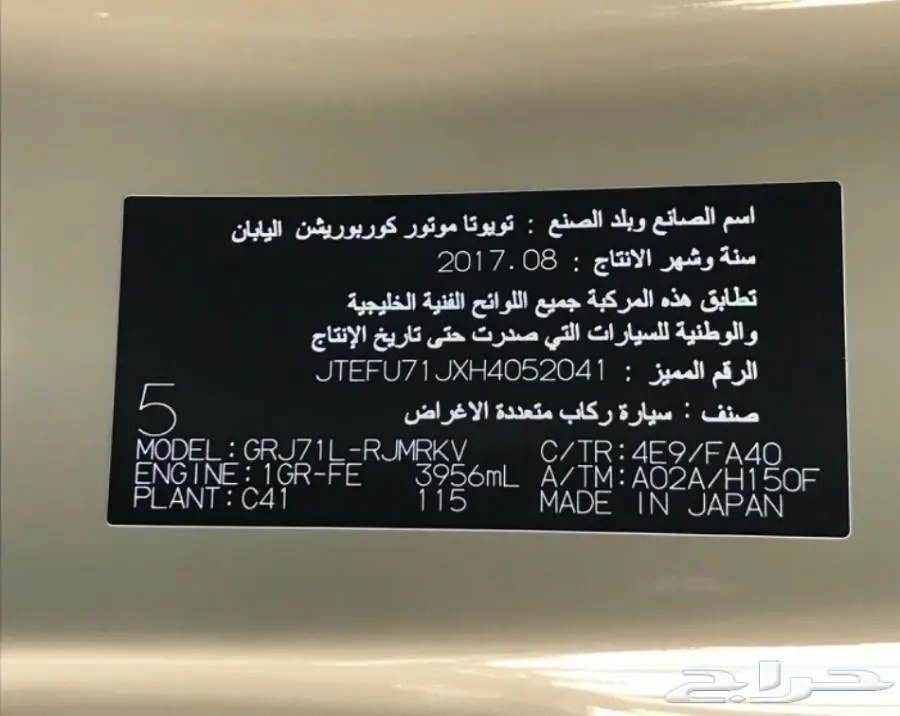 اسم الصانع وبلد الصنع : تويوتا موتور كوربوريشن اليابان
سنة وشهر الانتاج : 2017.08
تطابق هذه المركبة جميع اللوائح الفنية الخليجية
والوطنية للسيارات التي صدرت حتى تاريخ الإنتاج
الرقم المميز : JTEFU71JXH4052041
صنف : سيارة ركاب متعددة الاغراض
5
MODEL:GRJ71L-RJMRKV C/TR:4E9/FA40
ENGINE:1GR-FE 3956mL A/TM:A02A/H150F
PLANT:C41 115 MADE IN JAPAN
حراج